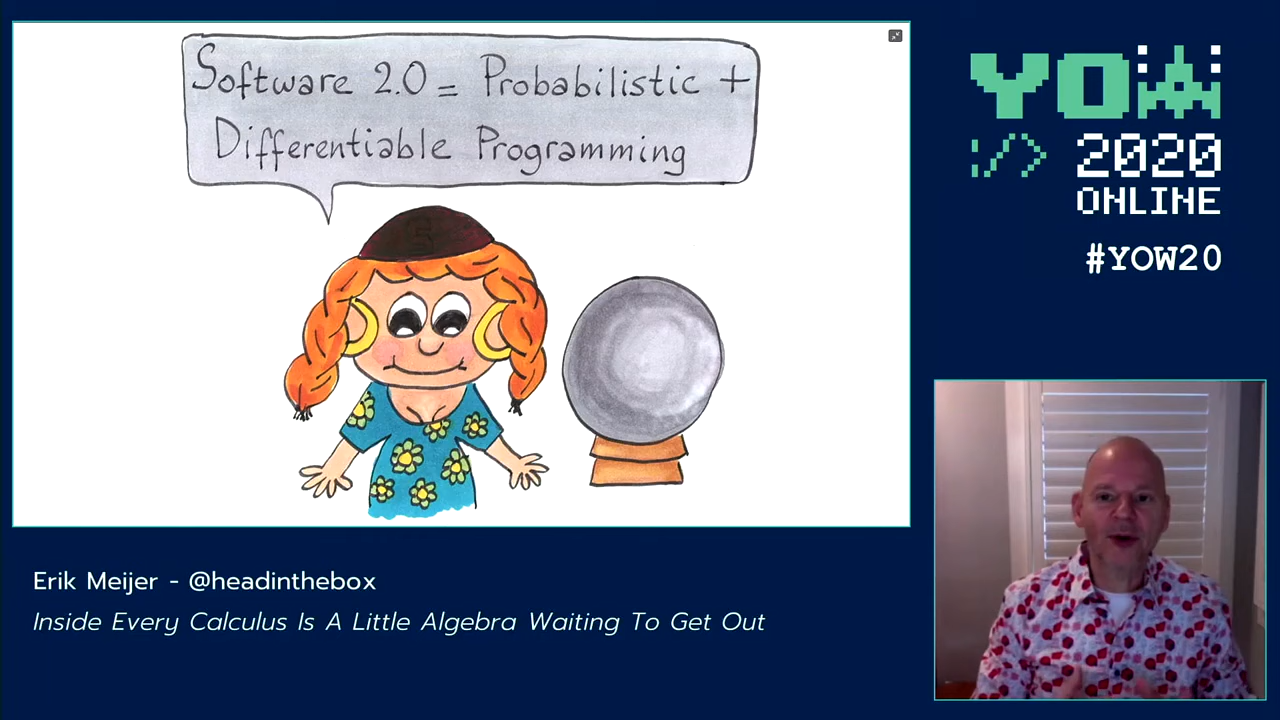 Software 2.0 = Probabilistic +
Differentiable Programming
YOW
:/> 2020
ONLINE
#YOW20
Erik Meijer - @headinthebox
Inside Every Calculus Is A Little Algebra Waiting To Get Out